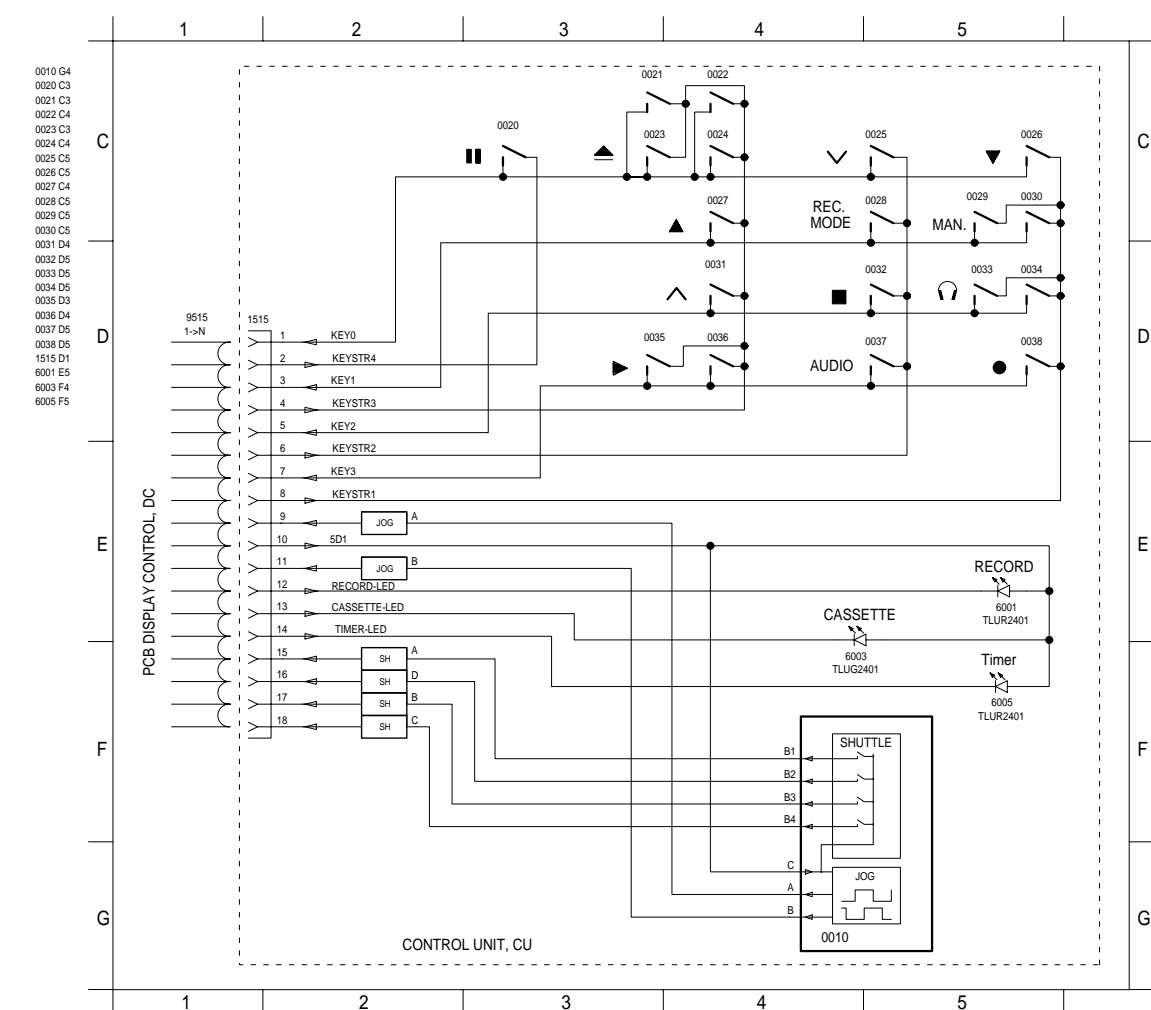 1 2 3 4 5
0010 G4
0020 C3
0021 C3
0022 C4
0023 C3
0024 C4
0025 C5
0026 C5
0027 C4
0028 C5
0029 C5
0030 C5
0031 D4
0032 D5
0033 D5
0034 D5
0035 D3
0036 D4
0037 D5
0038 D5
1515 D1
6001 E5
6003 F4
6005 F5
0021 0022
0020 0023 0024 0025 0026
C C
0027 REC. MODE 0028 MAN. 0029 0030
0031 0032 0033 0034
D D
9515
1->N
1515
0035 0036 AUDIO 0037 0038
1 KEY0
2 KEYSTR4
3 KEY1
4 KEYSTR3
5 KEY2
6 KEYSTR2
7 KEY3
8 KEYSTR1
9 JOG A
10 5D1
11 JOG B
12 RECORD-LED
13 CASSETTE-LED
14 TIMER-LED
15 SH A
16 SH D
17 SH B
18 SH C
PCB DISPLAY CONTROL, DC
E E
RECORD
6001
TLUR2401
CASSETTE
6003
TLUG2401
Timer
6005
TLUR2401
F F
SHUTTLE
B1
B2
B3
B4
C
A
B
JOG
0010
G G
CONTROL UNIT, CU
1 2 3 4 5